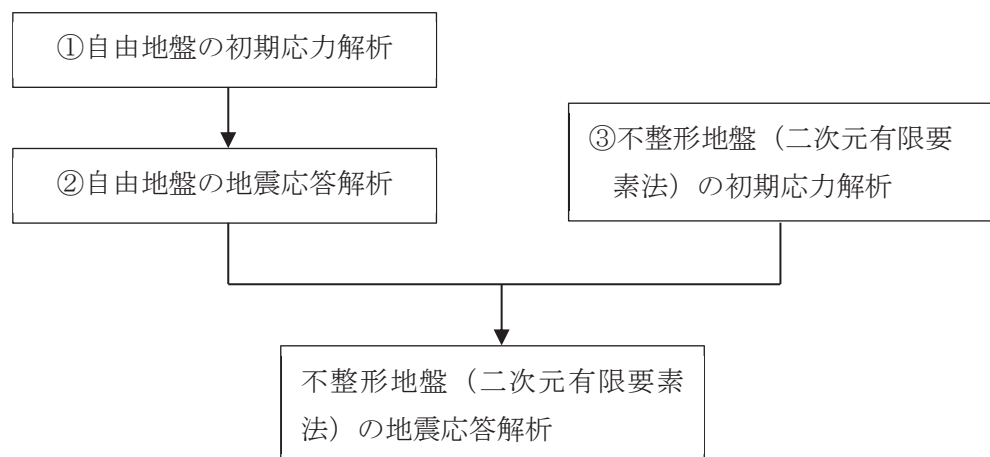 ①自由地盤の初期応力解析
②自由地盤の地震応答解析
③不整形地盤（二次元有限要
素法）の初期応力解析
不整形地盤（二次元有限要素
法）の地震応答解析